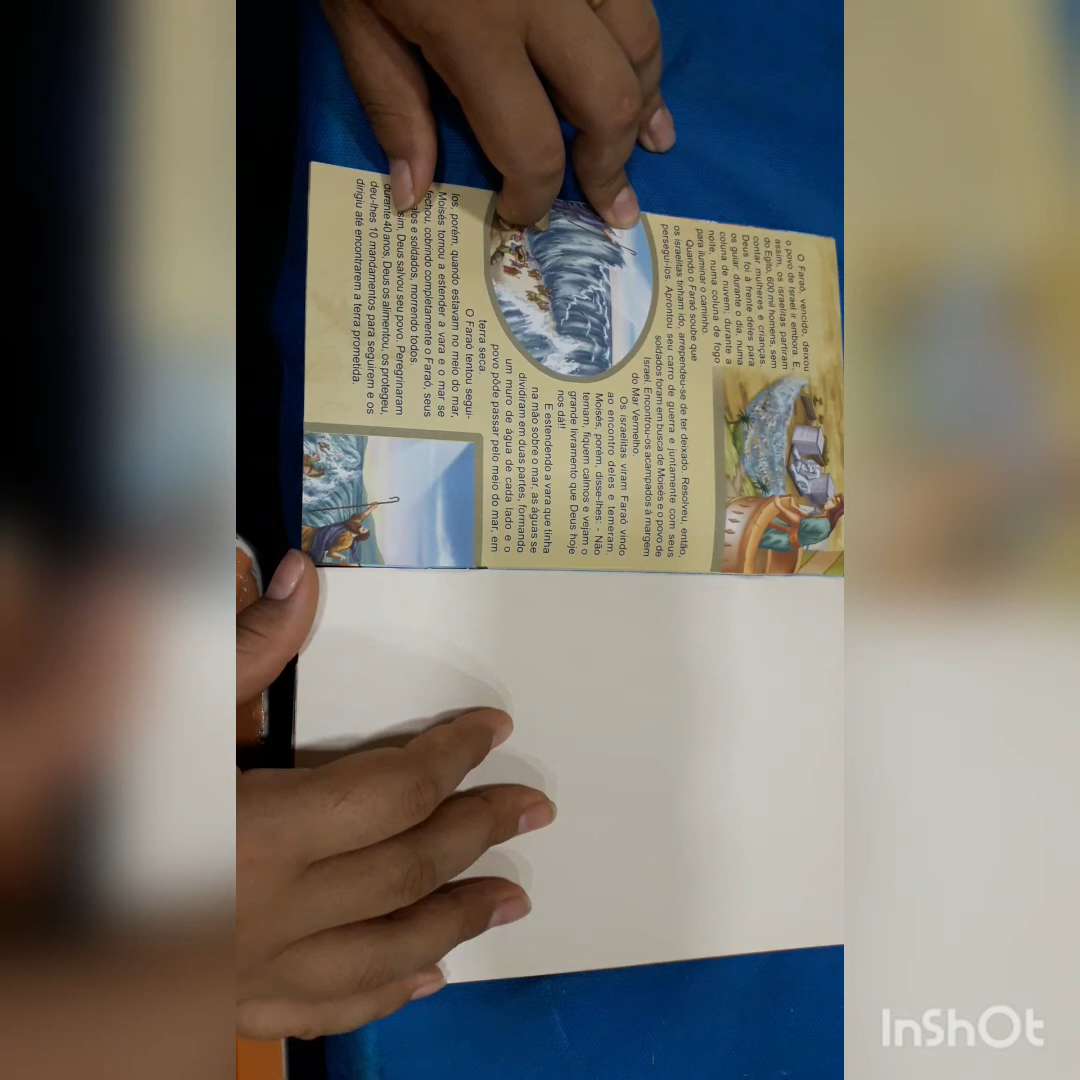 O Faraó, vencido, deixou
o povo de Israel ir embora. E,
assim, os israelitas partiram
do Egito, 600 mil homens, sem
contar mulheres e crianças.
Deus foi à frente deles para
os guiar: durante o dia, numa
coluna de nuvem; durante a
noite, numa coluna de fogo
para iluminar o caminho.
Quando o Faraó soube que
os israelitas tinham ido, arrependeu-se de ter deixado. Resolveu, então,
persegui-los. Aprontou seu carro de guerra e juntamente com seus
soldados foram em busca de Moisés e o povo de
Israel. Encontrou-os acampados à margem
do Mar Vermelho.
Os israelitas viram Faraó vindo
ao encontro deles e temeram.
Moisés, porém, disse-lhes: - Não
temam, fiquem calmos e vejam o
grande livramento que Deus hoje
nos dá!!
E estendendo a vara que tinha
na mão sobre o mar, as águas se
dividiram em duas partes, formando
um muro de água de cada lado e o
povo pôde passar pelo meio do mar, em
terra seca.
O Faraó tentou segui-
los, porém, quando estavam no meio do mar,
Moisés tornou a estender a vara e o mar se
fechou, cobrindo completamente o Faraó, seus
e soldados, morrendo todos.
Deus salvou seu povo. Peregrinaram
durante 40 anos, Deus os alimentou, os protegeu,
deu-lhes 10 mandamentos para seguirem e os
dirigiu até encontrarem a terra prometida.
InShOt